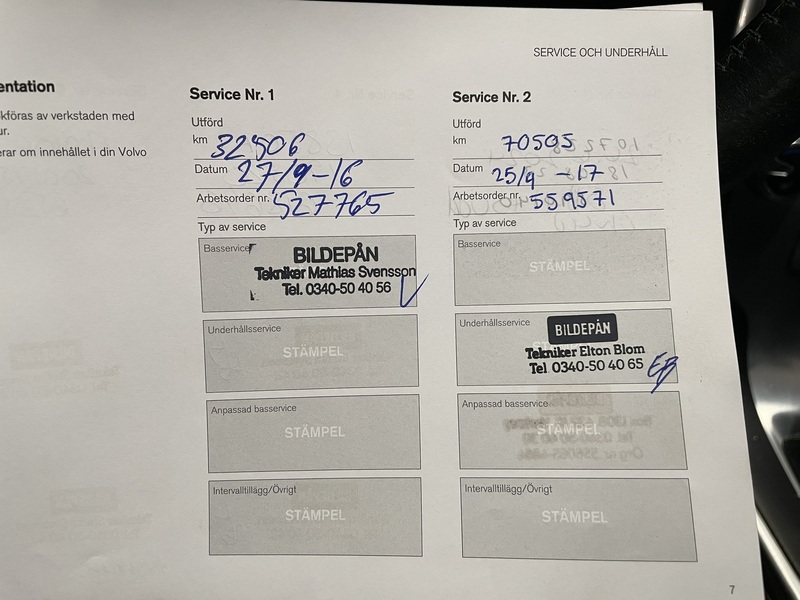 SERVICE OCH UNDERHÅLL
entation
kföras av verkstaden med
ur.
erar om innehållet i din Volvo
Service Nr. 1
Utförd
km 32506
Datum 27/9-16
Arbetsorder nr. 527765
Typ av service
Basservice
BILDEPÅN
Tekniker Mathias Svensson
Tel. 0340-50 40 56
Underhållsservice
STÄMPEL
Anpassad basservice
STÄMPEL
Intervalltillägg/Övrigt
STÄMPEL
Service Nr. 2
Utförd
km 70595
Datum 25/9 -17
Arbetsorder nr. 559571
Typ av service
Basservice
STÄMPEL
Underhållsservice
BILDEPÅN
Tekniker Elton Blom
Tel 0340-50 40 65
EB
Anpassad basservice
STÄMPEL
Intervalltillägg/Övrigt
STÄMPEL
7